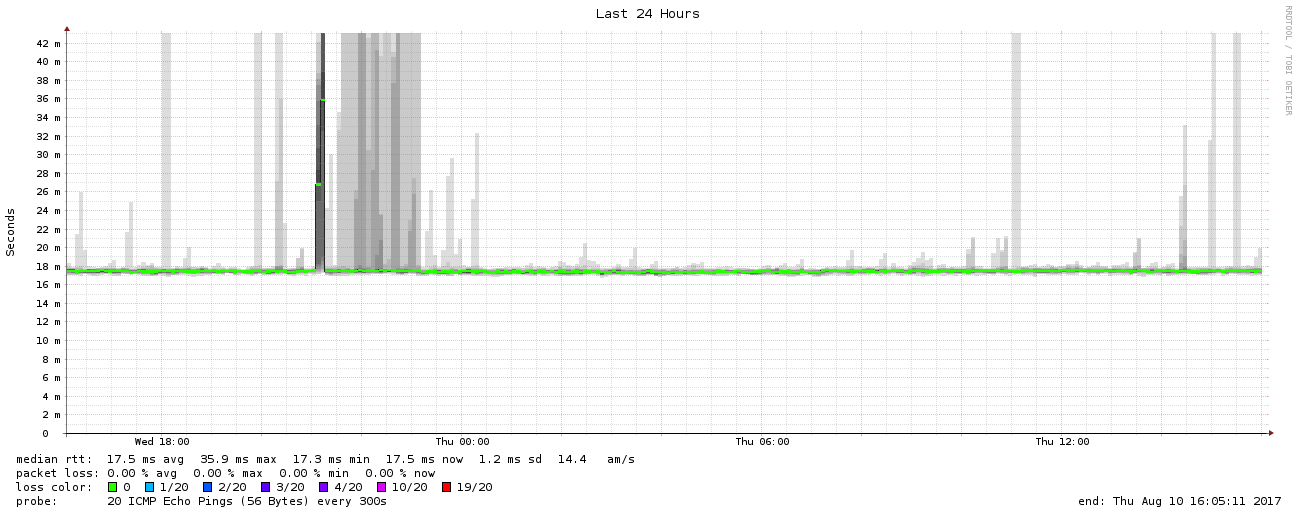 Last 24 Hours
RRDTOOL / TOBI OETIKER
Seconds
42 m
40 m
38 m
36 m
34 m
32 m
30 m
28 m
26 m
24 m
22 m
20 m
18 m
16 m
14 m
12 m
10 m
8 m
6 m
4 m
2 m
0
Wed 18:00 Thu 00:00 Thu 06:00 Thu 12:00
median rtt: 17.5 ms avg 35.9 ms max 17.3 ms min 17.5 ms now 1.2 ms sd 14.4 am/s
packet loss: 0.00 % avg 0.00 % max 0.00 % min 0.00 % now
loss color: 0 1/20 2/20 3/20 4/20 10/20 19/20
probe: 20 ICMP Echo Pings (56 Bytes) every 300s end: Thu Aug 10 16:05:11 2017